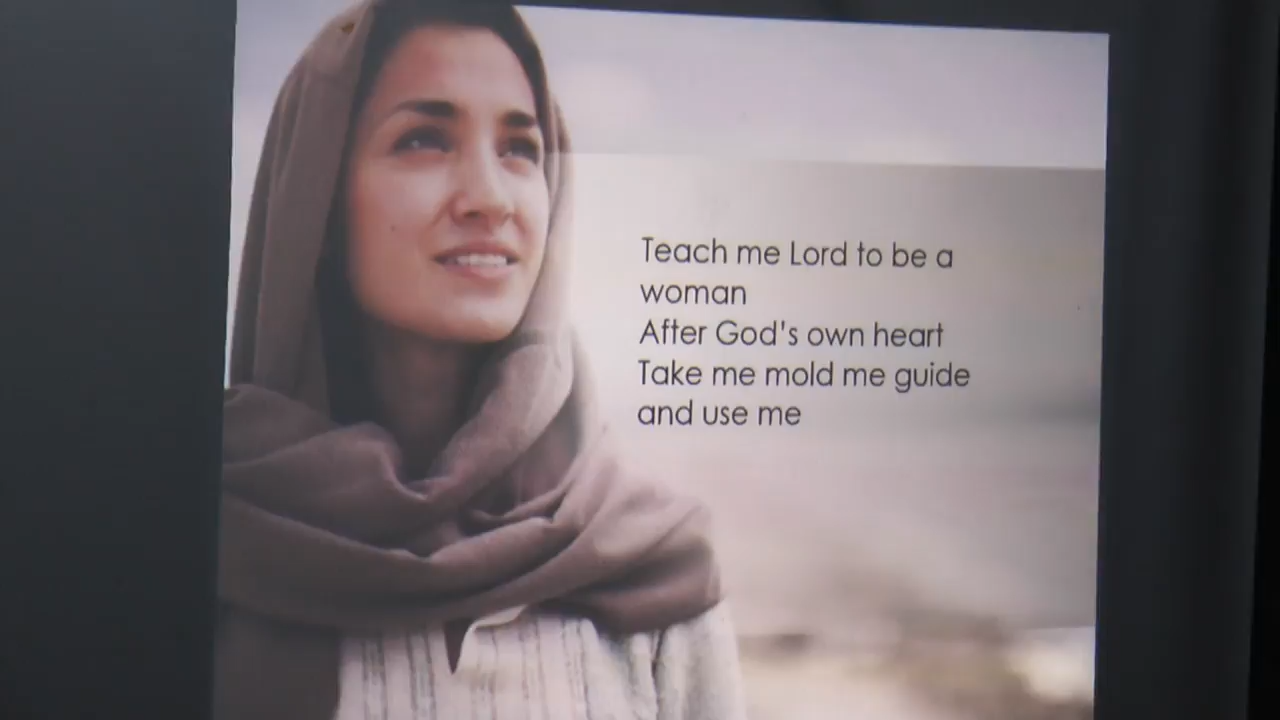 Teach me Lord to be a
woman
After God's own heart
Take me mold me guide
and use me